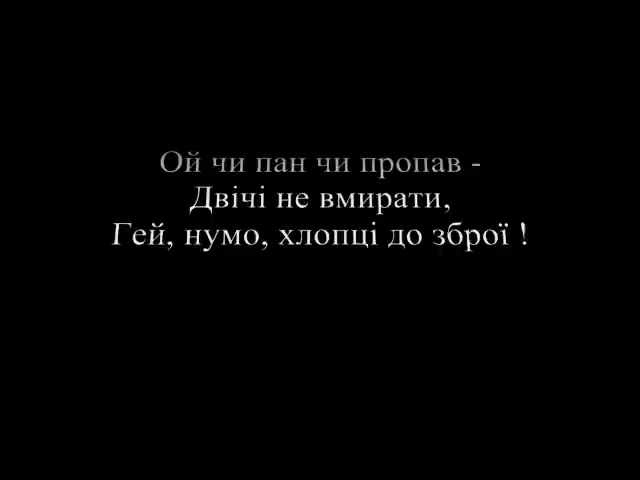 Ой чи пан чи пропав -
Двічі не вмирати,
Гей, нумо, хлопці до зброї !